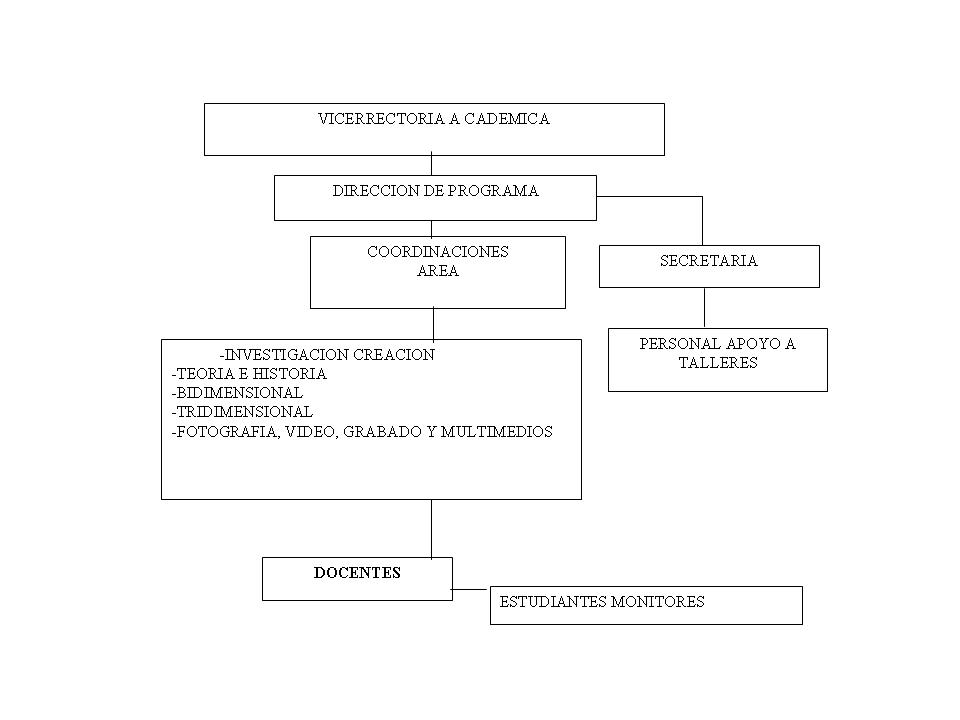 VICERRECTORIA A CADEMICA
DIRECCION DE PROGRAMA
COORDINACIONES
AREA
SECRETARIA
PERSONAL APOYO A
TALLERES
-INVESTIGACION CREACION
-TEORIA E HISTORIA
-BIDIMENSIONAL
-TRIDIMENSIONAL
-FOTOGRAFIA, VIDEO, GRABADO Y MULTIMEDIOS
DOCENTES
ESTUDIANTES MONITORES